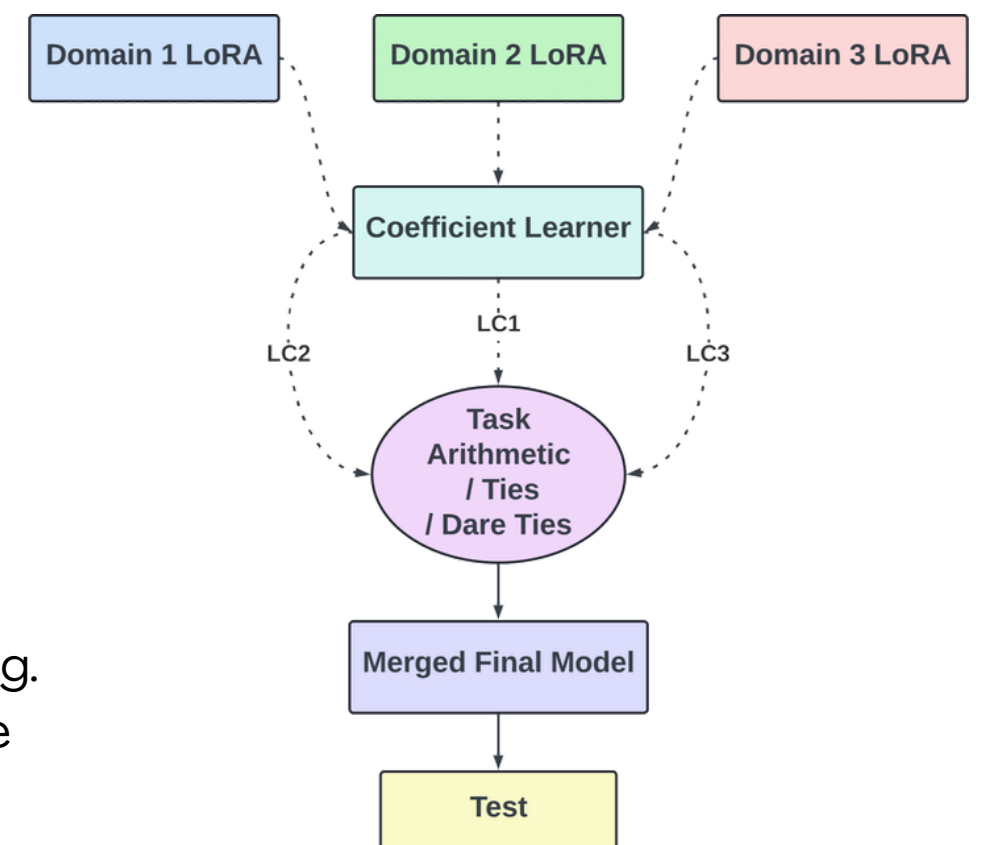 Domain 1 LoRA
Domain 2 LoRA
Domain 3 LoRA
Coefficient Learner
LC1
LC2
LC3
Task
Arithmetic
/ Ties
/ Dare Ties
Merged Final Model
Test